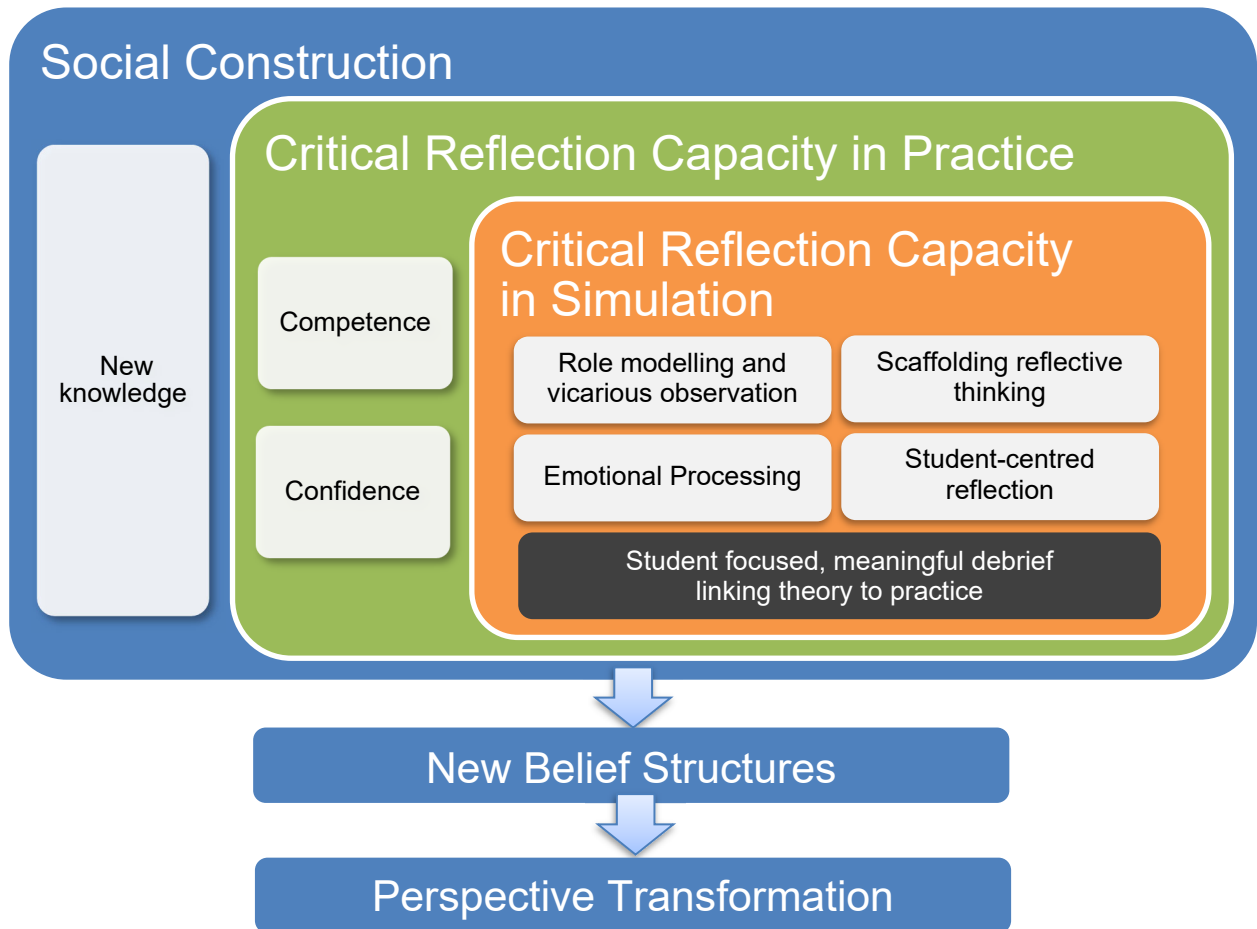 Social Construction
Critical Reflection Capacity in Practice
Critical Reflection Capacity
in Simulation
New
knowledge
Competence
Confidence
Role modelling and
vicarious observation
Scaffolding reflective
thinking
Emotional Processing
Student-centred
reflection
Student focused, meaningful debrief
linking theory to practice
New Belief Structures
Perspective Transformation